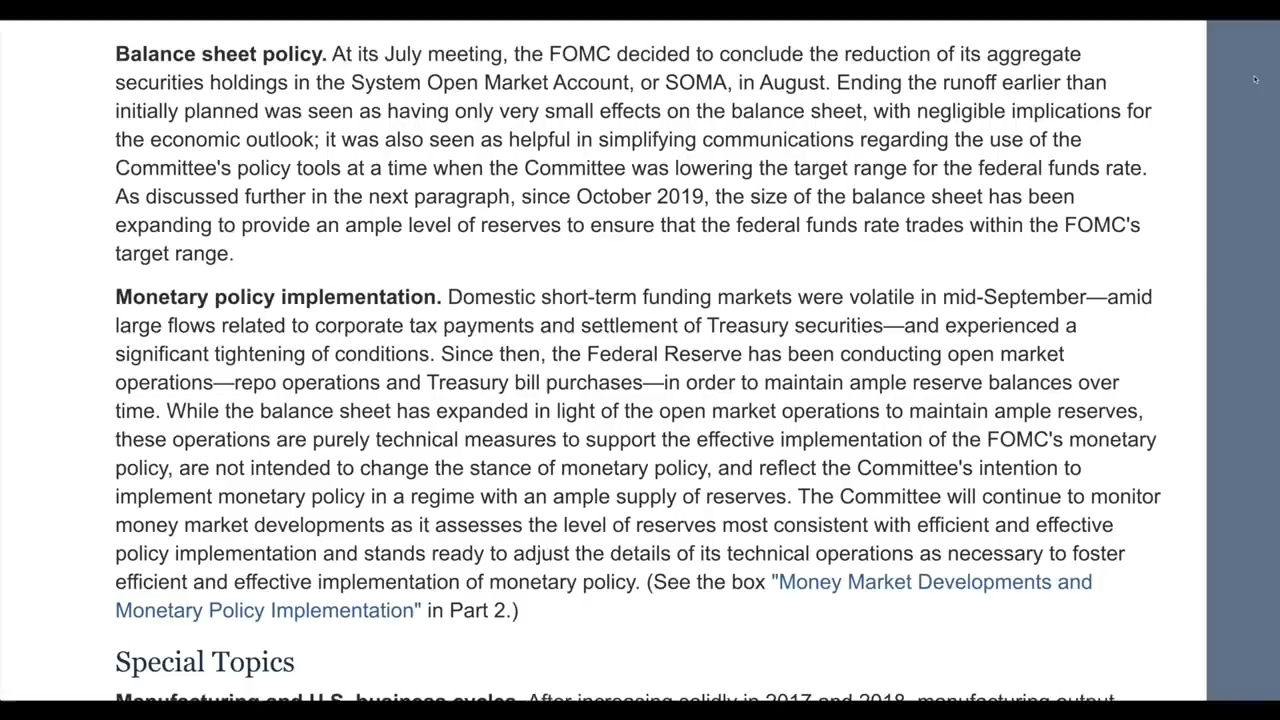 Balance sheet policy. At its July meeting, the FOMC decided to conclude the reduction of its aggregate
securities holdings in the System Open Market Account, or SOMA, in August. Ending the runoff earlier than
initially planned was seen as having only very small effects on the balance sheet, with negligible implications for
the economic outlook; it was also seen as helpful in simplifying communications regarding the use of the
Committee's policy tools at a time when the Committee was lowering the target range for the federal funds rate.
As discussed further in the next paragraph, since October 2019, the size of the balance sheet has been
expanding to provide an ample level of reserves to ensure that the federal funds rate trades within the FOMC's
target range.
Monetary policy implementation. Domestic short-term funding markets were volatile in mid-September—amid
large flows related to corporate tax payments and settlement of Treasury securities—and experienced a
significant tightening of conditions. Since then, the Federal Reserve has been conducting open market
operations—repo operations and Treasury bill purchases—in order to maintain ample reserve balances over
time. While the balance sheet has expanded in light of the open market operations to maintain ample reserves,
these operations are purely technical measures to support the effective implementation of the FOMC's monetary
policy, are not intended to change the stance of monetary policy, and reflect the Committee's intention to
implement monetary policy in a regime with an ample supply of reserves. The Committee will continue to monitor
money market developments as it assesses the level of reserves most consistent with efficient and effective
policy implementation and stands ready to adjust the details of its technical operations as necessary to foster
efficient and effective implementation of monetary policy. (See the box "Money Market Developments and
Monetary Policy Implementation" in Part 2.)
Special Topics
Manufacturing and U.S. business cycles. After increasing solidly in 2017 and 2018, manufacturing output